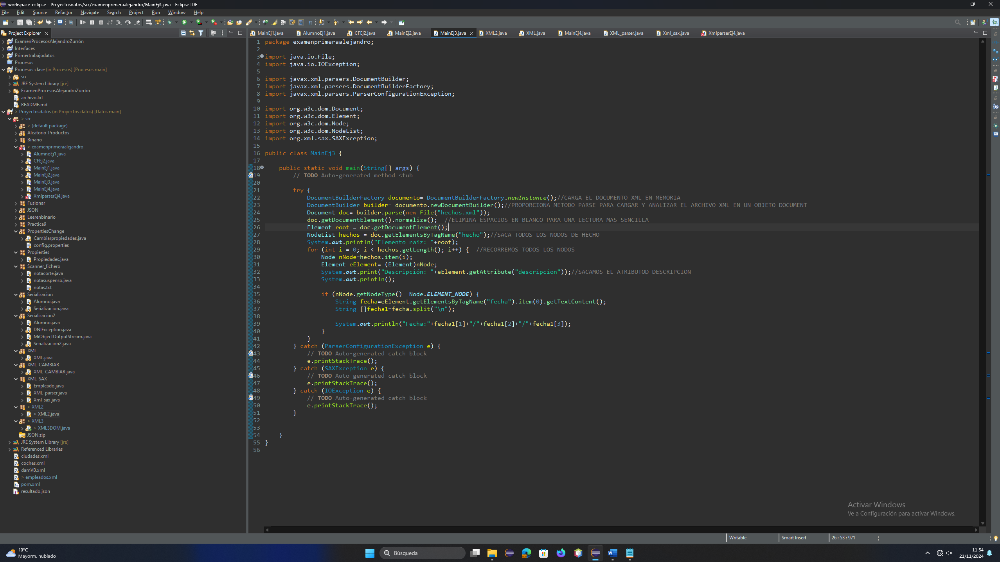 workspace-eclipse - Proyectosdatos/src/examenprimeraalejandro/MainEj3.java - Eclipse IDE
File Edit Source Refactor Navigate Search Project Run Window Help
Project Explorer
ExamenProcesosAlejandroZurrón
Interfaces
Primertrabajodatos
Procesos
Procesos clase (in Procesos) [Procesos main]
src
JRE System Library [jre]
ExamenProcesosAlejandroZurrón
archivo.txt
README.md
> Proyectosdatos (in Proyectos datos) [Datos main]
> src
> (default package)
Aleatorio_Productos
Binario
> examenprimeraalejandro
AlumnoEj1.java
CFEj2.java
MainEj1.java
MainEj2.java
MainEj3.java
MainEj4.java
XmlparserEj4.java
Fusionar
JSON
Leerenbinario
Practica9
PropertiesChange
Cambiarpropiedades.java
config.properties
Propierties
Propiedades.java
Scanner_fichero
notacorte.java
notasuspenso.java
notas.txt
Serializacion
Alumno.java
Serializacion.java
Serializacion2
Alumno.java
DNIException.java
MiObjectOutputStream.java
Serializacion2.java
XML
XML.java
XML_CAMBIAR
XML_CAMBIAR.java
XML_SAX
Empleado.java
XML_parser.java
Xml_sax.java
> XML2
> XML2.java
> XML3
> XML3DOM.java
JSON.zip
JRE System Library [jre]
Referenced Libraries
ciudades.xml
coches.xml
damVB.xml
> empleados.xml
pom.xml
resultado.json
MainEj1.java AlumnoEj1.java CFEj2.java MainEj2.java MainEj3.java XML2.java XML.java MainEj4.java XML_parser.java Xml_sax.java XmlparserEj4.java
1 package examenprimeraalejandro;
2
3 import java.io.File;
4 import java.io.IOException;
5
6 import javax.xml.parsers.DocumentBuilder;
7 import javax.xml.parsers.DocumentBuilderFactory;
8 import javax.xml.parsers.ParserConfigurationException;
9
10 import org.w3c.dom.Document;
11 import org.w3c.dom.Element;
12 import org.w3c.dom.Node;
13 import org.w3c.dom.NodeList;
14 import org.xml.sax.SAXException;
15
16 public class MainEj3 {
17
18 public static void main(String[] args) {
19 // TODO Auto-generated method stub
20
21 try {
22 DocumentBuilderFactory documento= DocumentBuilderFactory.newInstance();//CARGA EL DOCUMENTO XML EN MEMORIA
23 DocumentBuilder builder= documento.newDocumentBuilder();//PROPORCIONA METODO PARSE PARA CARGAR Y ANALIZAR EL ARCHIVO XML EN UN OBJETO DOCUMENT
24 Document doc= builder.parse(new File("hechos.xml"));
25 doc.getDocumentElement().normalize(); //ELIMINA ESPACIOS EN BLANCO PARA UNA LECTURA MAS SENCILLA
26 Element root = doc.getDocumentElement();
27 NodeList hechos = doc.getElementsByTagName("hecho");//SACA TODOS LOS NODOS DE HECHO
28 System.out.println("Elemento raíz: "+root);
29 for (int i = 0; i < hechos.getLength(); i++) { //RECORREMOS TODOS LOS NODOS
30 Node nNode=hechos.item(i);
31 Element eElement= (Element)nNode;
32 System.out.print("Descripción: "+eElement.getAttribute("descripcion"));//SACAMOS EL ATRIBUTOD DESCRIPCION
33 System.out.println();
34
35 if (nNode.getNodeType()==Node.ELEMENT_NODE) {
36 String fecha=eElement.getElementsByTagName("fecha").item(0).getTextContent();
37 String []fecha1=fecha.split("\n");
38
39 System.out.println("Fecha:"+fecha1[1]+"/"+fecha1[2]+"/"+fecha1[3]);
40 }
41 }
42 } catch (ParserConfigurationException e) {
43 // TODO Auto-generated catch block
44 e.printStackTrace();
45 } catch (SAXException e) {
46 // TODO Auto-generated catch block
47 e.printStackTrace();
48 } catch (IOException e) {
49 // TODO Auto-generated catch block
50 e.printStackTrace();
51 }
52
53
54 }
55 }
56
Activar Windows
Ve a Configuración para activar Windows.
Writable Smart Insert 26 : 53 : 971
10°C
Mayorm. nublado
Búsqueda
11:54
21/11/2024